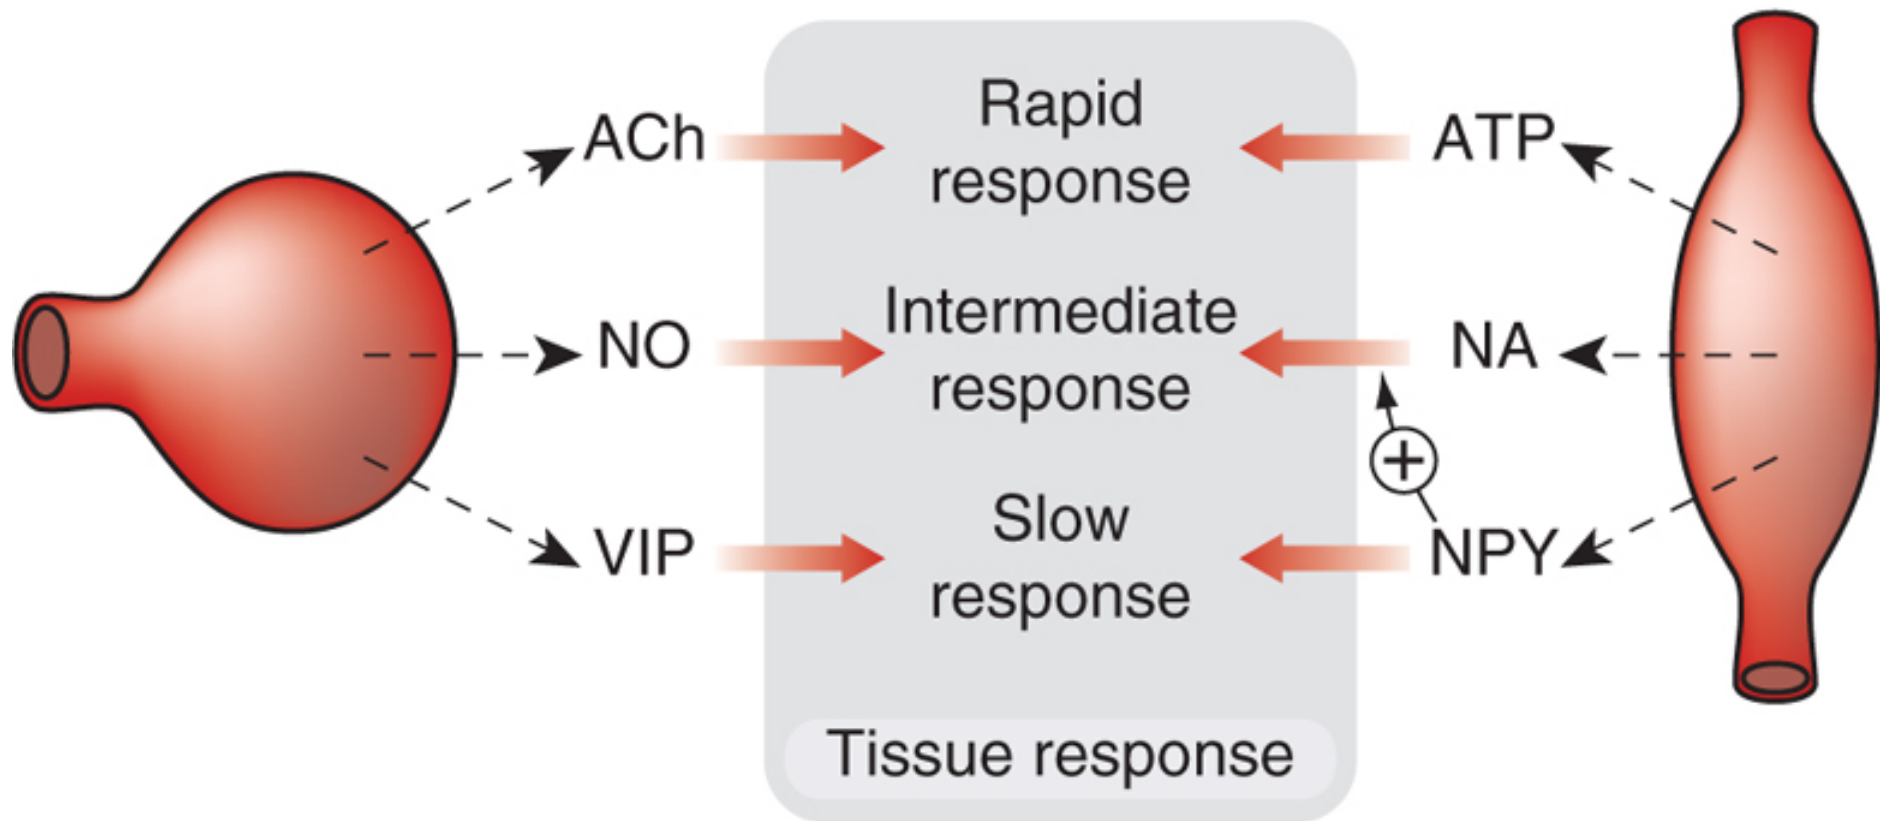 ACh
Rapid
response
ATP
NO
Intermediate
response
NA
+
VIP
Slow
response
NPY
Tissue response